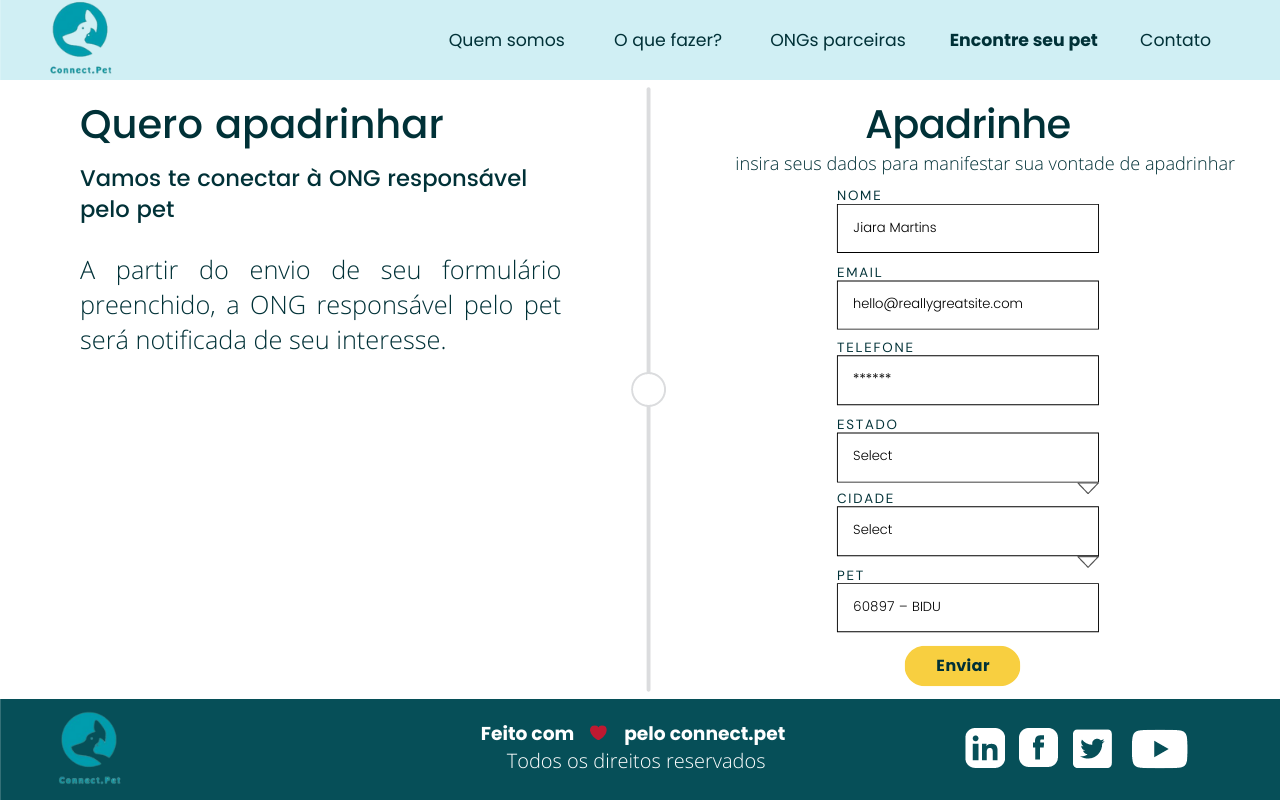 Connect.Pet
Quem somos
O que fazer?
ONGs parceiras
Encontre seu pet
Contato
Quero apadrinhar
Vamos te conectar à ONG responsável
pelo pet
A partir do envio de seu formulário
preenchido, a ONG responsável pelo pet
será notificada de seu interesse.
Apadrinhe
insira seus dados para manifestar sua vontade de apadrinhar
NOME
Jiara Martins
EMAIL
hello@reallygreatsite.com
TELEFONE
******
ESTADO
Select
CIDADE
Select
PET
60897 – BIDU
Enviar
Connect.Pet
Feito com pelo connect.pet
Todos os direitos reservados
in
f